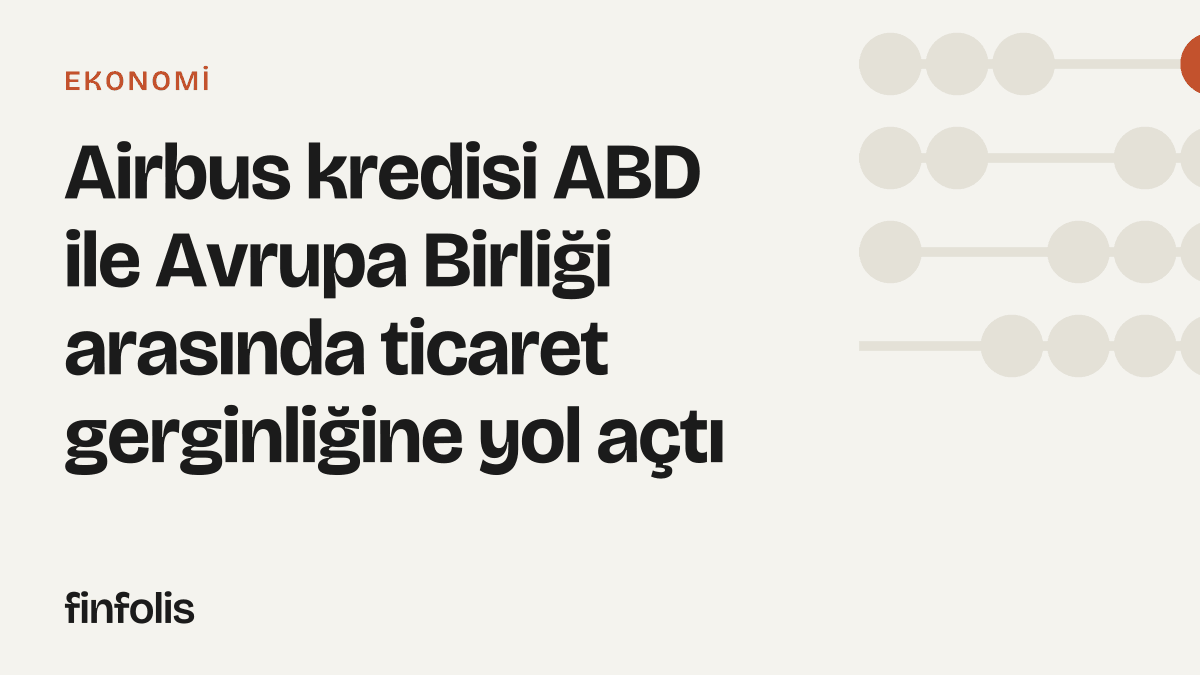 EKONOMİ
Airbus kredisi ABD
ile Avrupa Birliği
arasında ticaret
gerginliğine yol açtı
finfolis